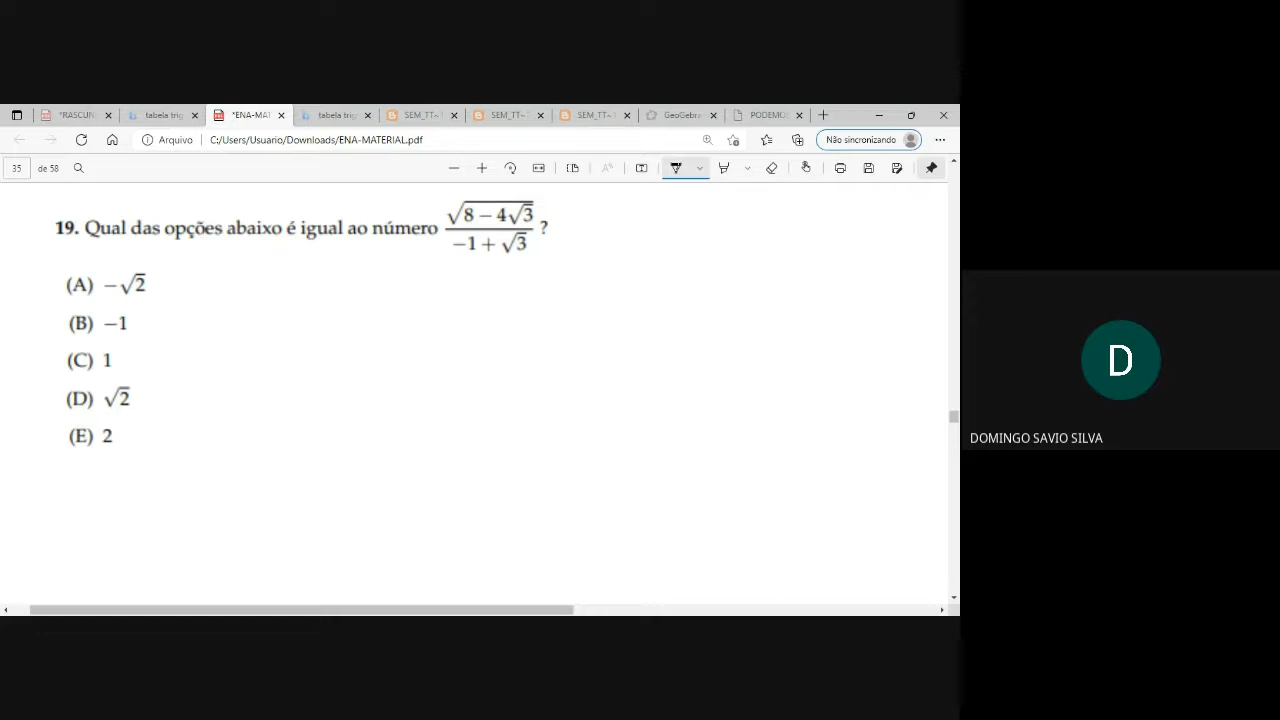 *RASCUN
tabela trig
*ENA-MAT
tabela trig
SEM_TT~
SEM_TT~
SEM_TT~
GeoGebra
PODEMOS
Arquivo
C:/Users/Usuario/Downloads/ENA-MATERIAL.pdf
Não sincronizando
35 de 58
19. Qual das opções abaixo é igual ao número √(8 − 4√3) / (−1 + √3) ?
(A) −√2
(B) −1
(C) 1
(D) √2
(E) 2
D
DOMINGO SAVIO SILVA